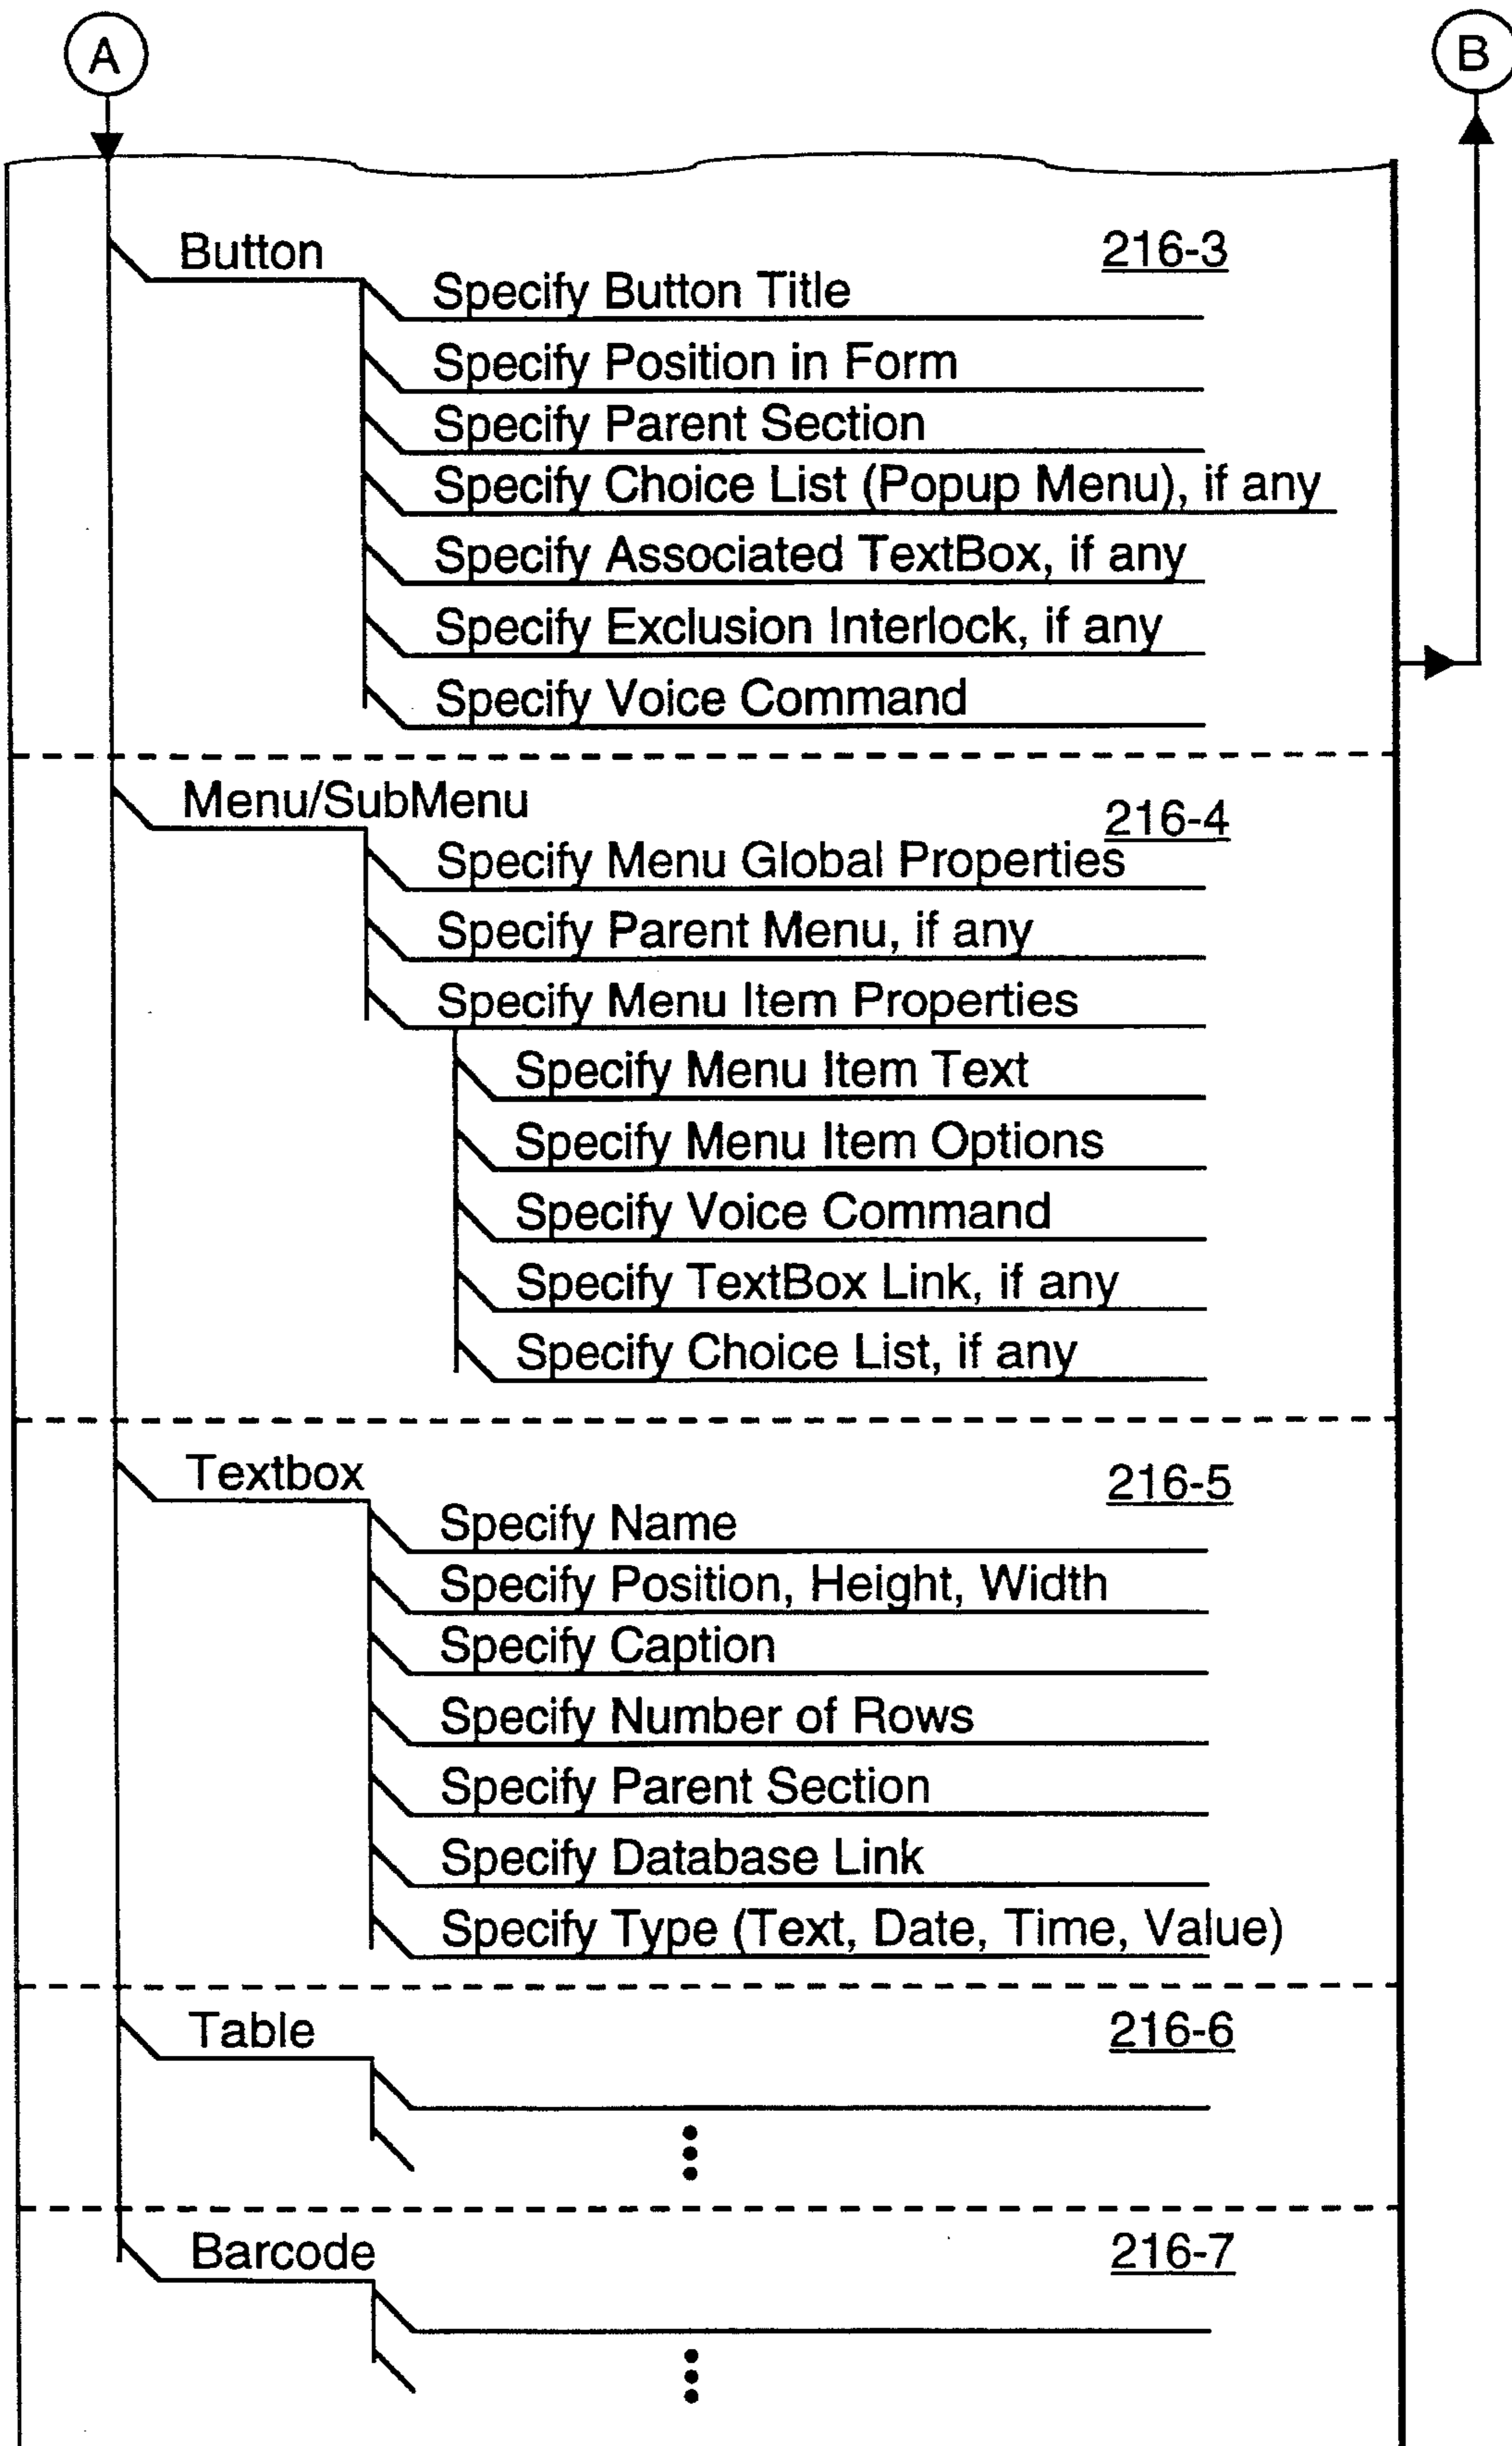 A
B
Button
216-3
Specify Button Title
Specify Position in Form
Specify Parent Section
Specify Choice List (Popup Menu), if any
Specify Associated TextBox, if any
Specify Exclusion Interlock, if any
Specify Voice Command
Menu/SubMenu
216-4
Specify Menu Global Properties
Specify Parent Menu, if any
Specify Menu Item Properties
Specify Menu Item Text
Specify Menu Item Options
Specify Voice Command
Specify TextBox Link, if any
Specify Choice List, if any
Textbox
216-5
Specify Name
Specify Position, Height, Width
Specify Caption
Specify Number of Rows
Specify Parent Section
Specify Database Link
Specify Type (Text, Date, Time, Value)
Table
216-6
Barcode
216-7